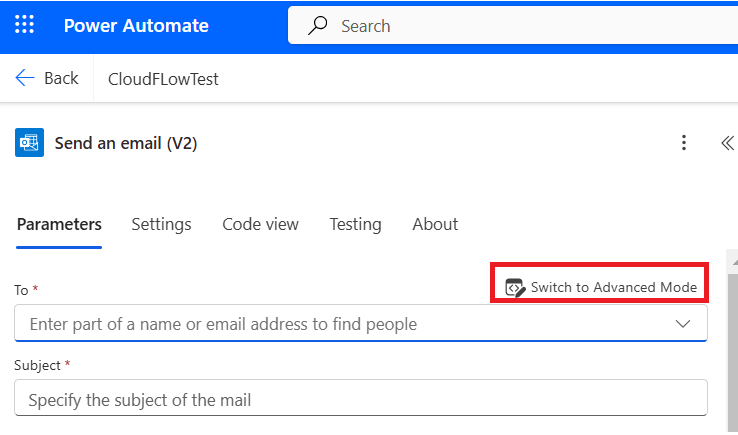 Power Automate
Search
Back
CloudFLowTest
Send an email (V2)
Parameters Settings Code view Testing About
To * Switch to Advanced Mode
Enter part of a name or email address to find people
Subject *
Specify the subject of the mail